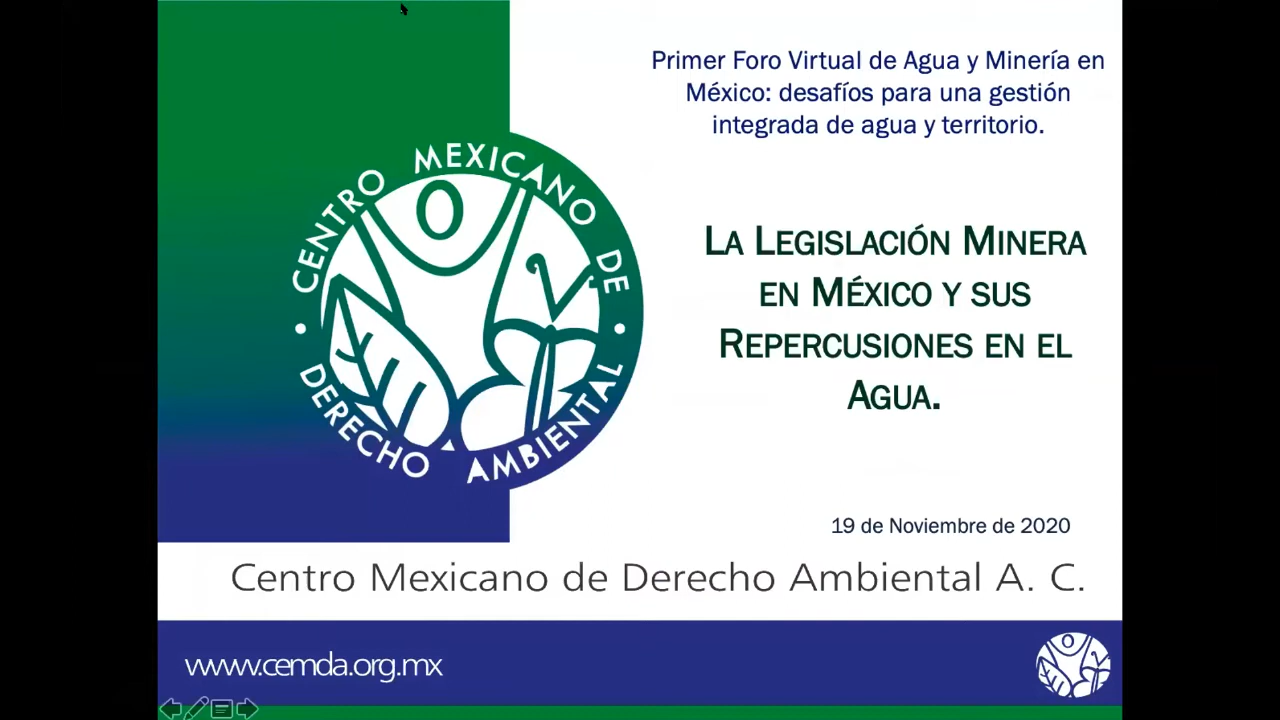 Primer Foro Virtual de Agua y Minería en
México: desafíos para una gestión
integrada de agua y territorio.
CENTRO MEXICANO DE
DERECHO AMBIENTAL
LA LEGISLACIÓN MINERA
EN MÉXICO Y SUS
REPERCUSIONES EN EL
AGUA.
19 de Noviembre de 2020
Centro Mexicano de Derecho Ambiental A. C.
www.cemda.org.mx